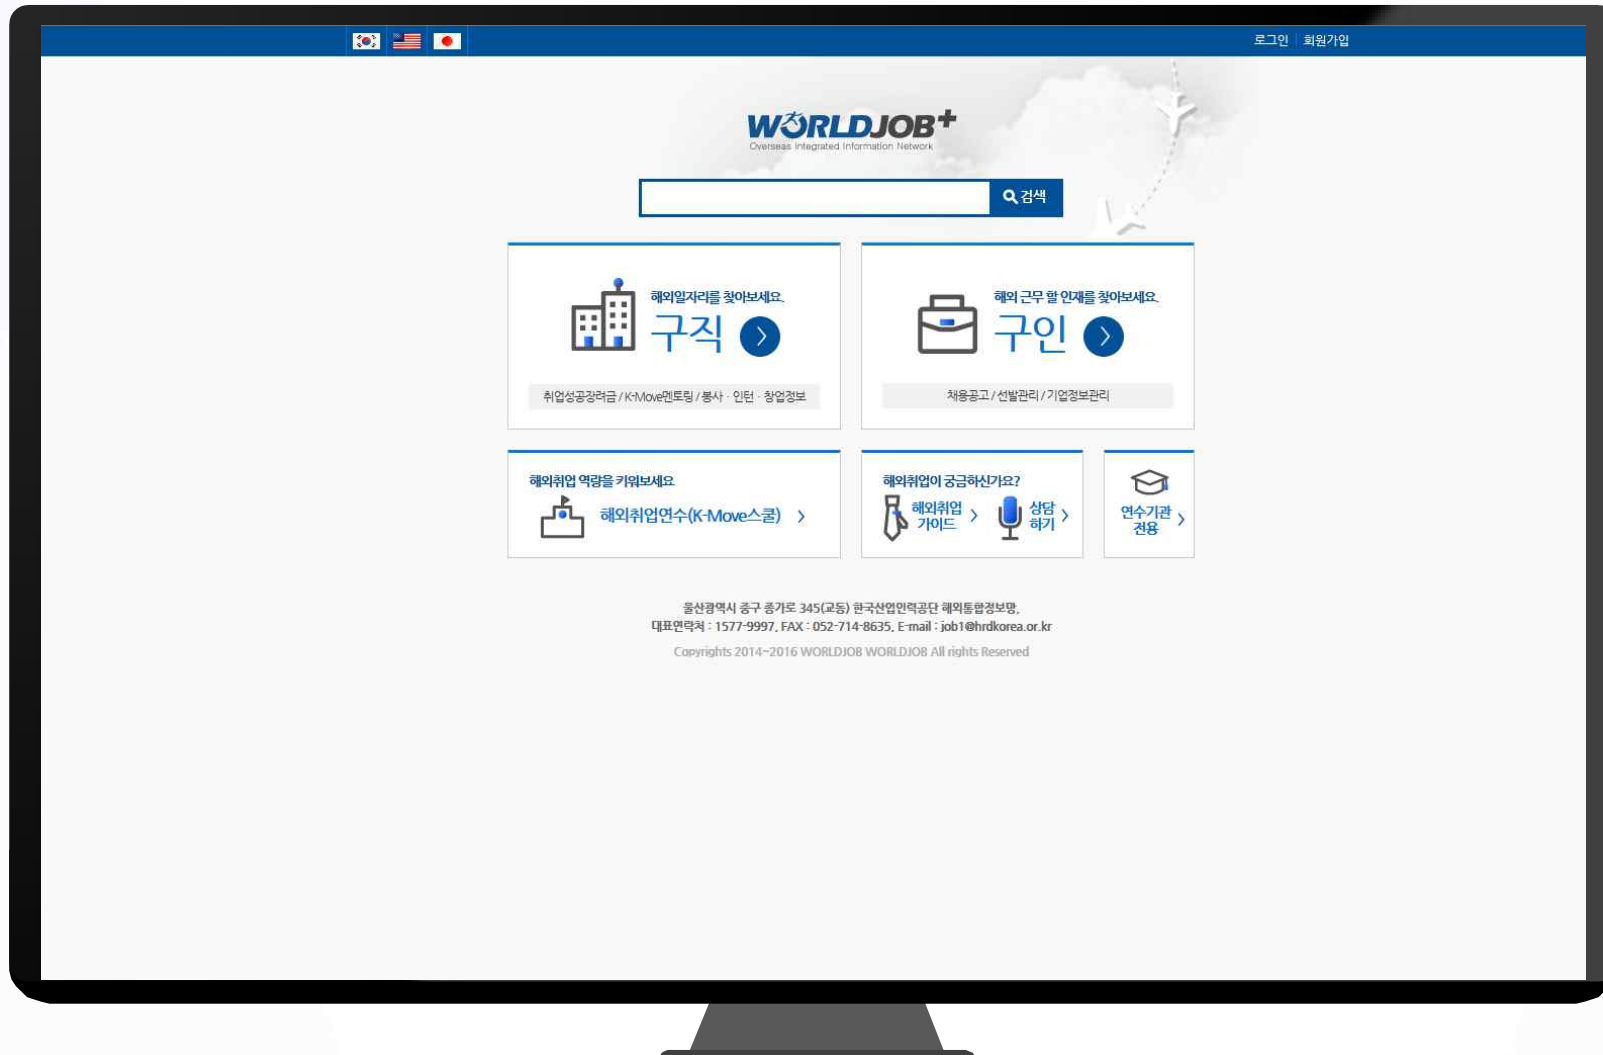 로그인 회원가입
WORLDJOB+
Overseas Integrated Information Network
검색
해외일자리를 찾아보세요.
구직
취업성공장려금 / K-Move멘토링 / 봉사 · 인턴 · 창업정보
해외 근무 할 인재를 찾아보세요.
구인
채용공고 / 선발관리 / 기업정보관리
해외취업 역량을 키워보세요
해외취업연수(K-Move스쿨)
해외취업이 궁금하신가요?
해외취업
가이드
상담
하기
연수기관
전용
울산광역시 중구 종가로 345(교동) 한국산업인력공단 해외통합정보망,
대표연락처 : 1577-9997, FAX : 052-714-8635, E-mail : job1@hrdkorea.or.kr
Copyrights 2014~2016 WORLDJOB WORLDJOB All rights Reserved